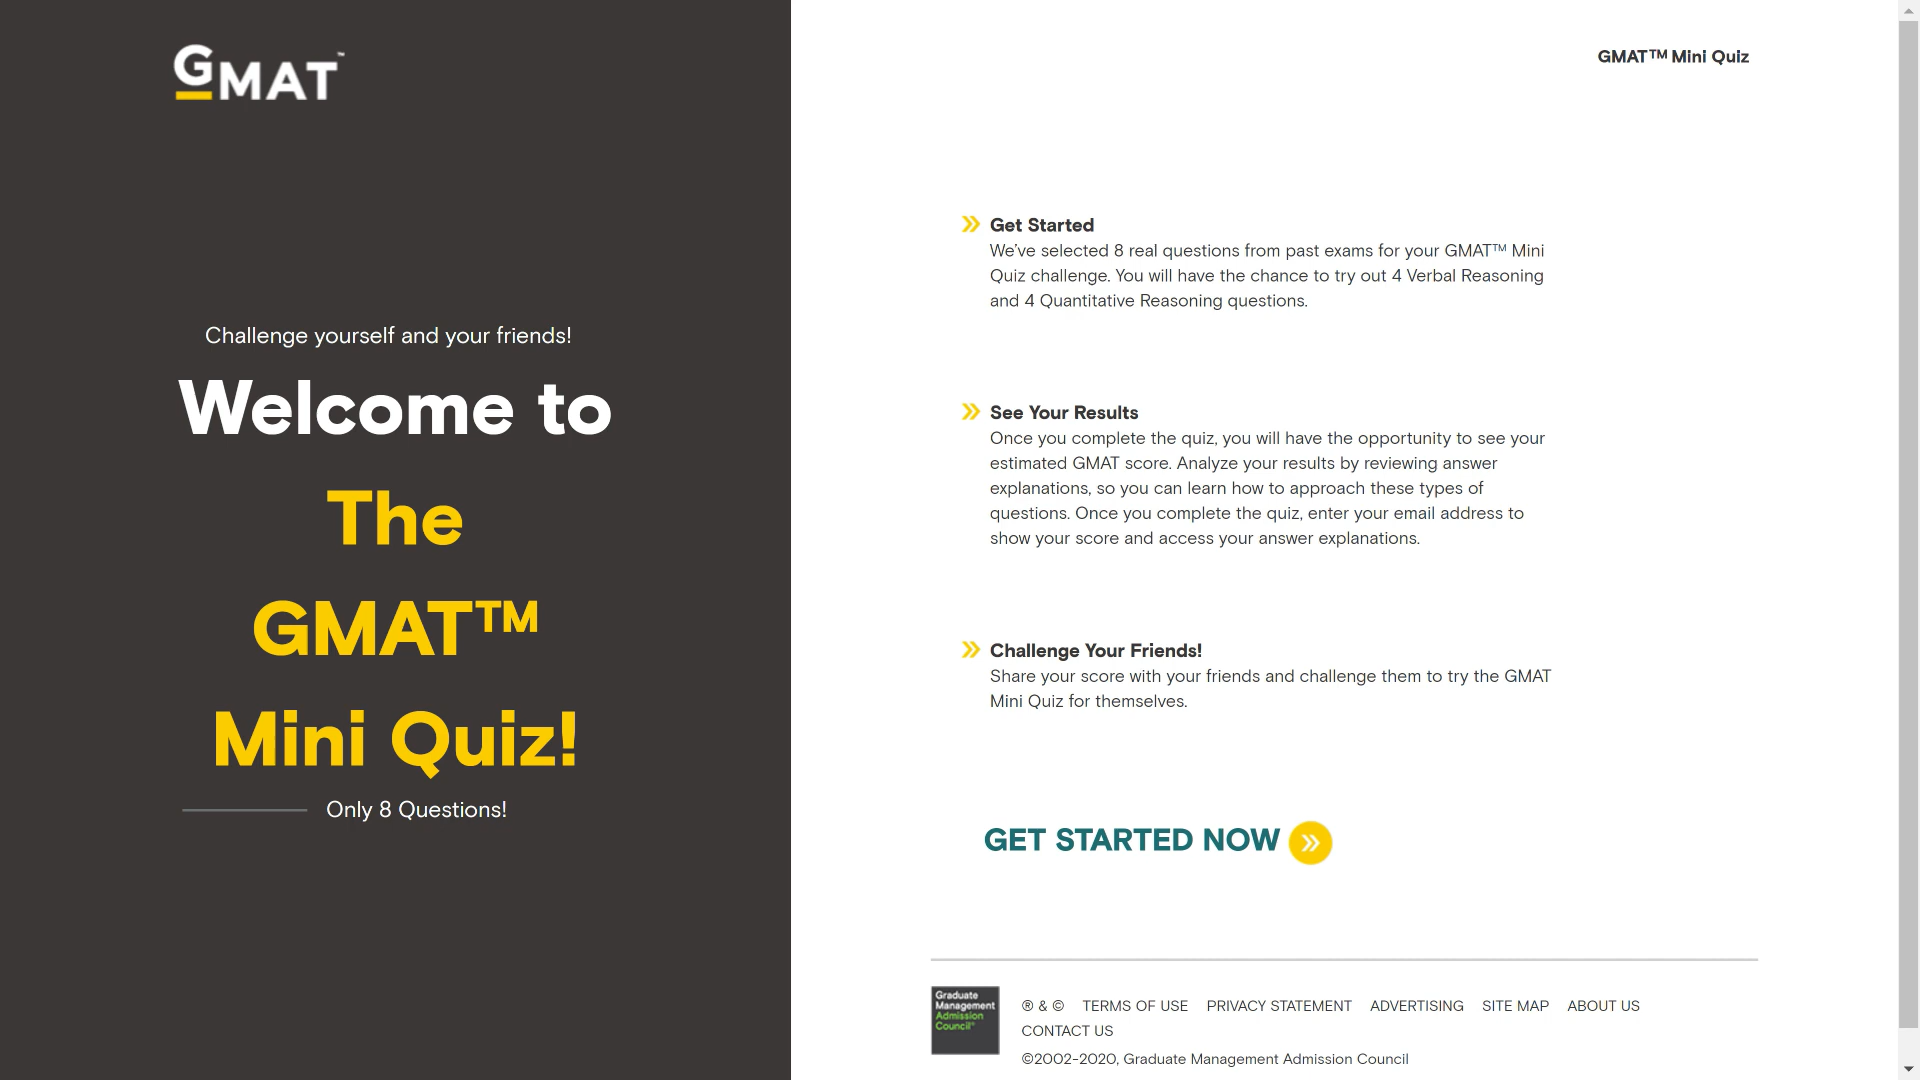 GMAT™
GMAT™ Mini Quiz
Challenge yourself and your friends!
Welcome to
The
GMAT™
Mini Quiz!
Only 8 Questions!
Get Started
We've selected 8 real questions from past exams for your GMAT™ Mini
Quiz challenge. You will have the chance to try out 4 Verbal Reasoning
and 4 Quantitative Reasoning questions.
See Your Results
Once you complete the quiz, you will have the opportunity to see your
estimated GMAT score. Analyze your results by reviewing answer
explanations, so you can learn how to approach these types of
questions. Once you complete the quiz, enter your email address to
show your score and access your answer explanations.
Challenge Your Friends!
Share your score with your friends and challenge them to try the GMAT
Mini Quiz for themselves.
GET STARTED NOW
Graduate
Management
Admission
Council®
® & © TERMS OF USE PRIVACY STATEMENT ADVERTISING SITE MAP ABOUT US
CONTACT US
©2002-2020, Graduate Management Admission Council